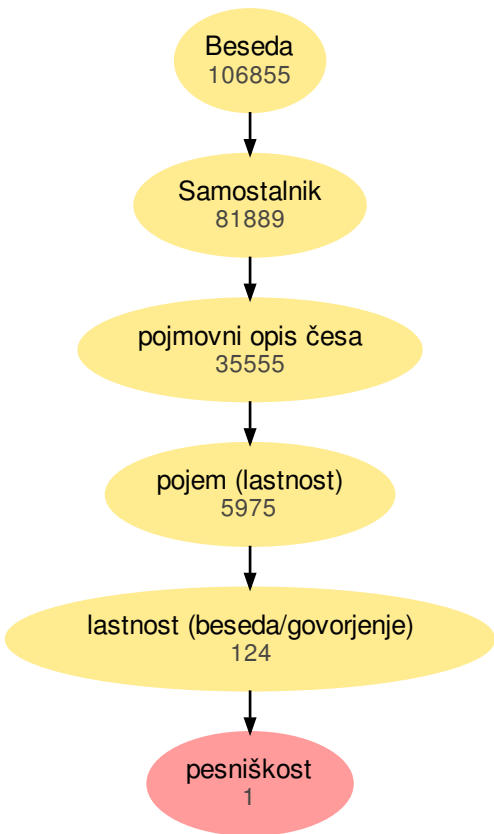 Beseda
106855
Samostalnik
81889
pojmovni opis česa
35555
pojem (lastnost)
5975
lastnost (beseda/govorjenje)
124
pesniškost
1